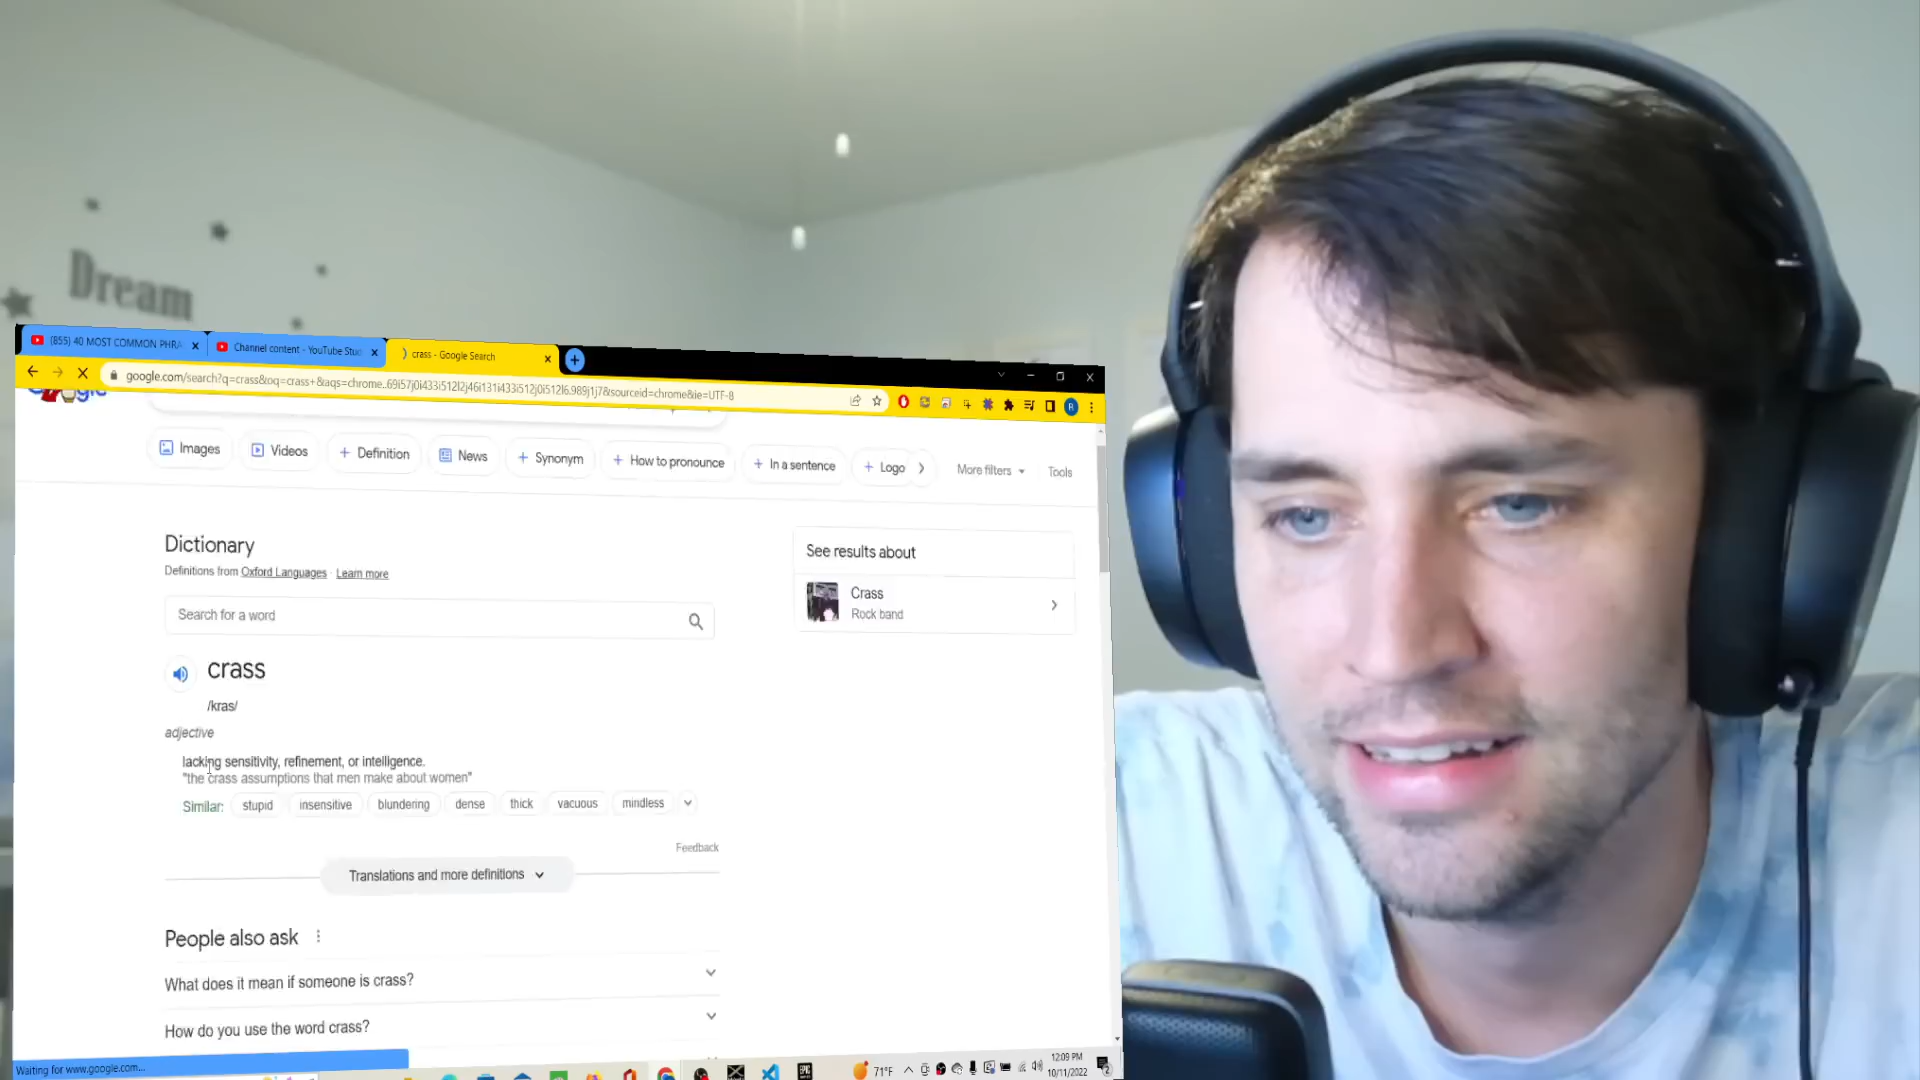 Dream
(855) 40 MOST COMMON PHRA
Channel content - YouTube Stud
crass - Google Search
google.com/search?q=crass&oq=crass+&aqs=chrome..69i57j0i433i512l2j46i131i433i512j0i512l6.989j1j7&sourceid=chrome&ie=UTF-8
Images
Videos
Definition
News
Synonym
How to pronounce
In a sentence
Logo
More filters
Tools
Dictionary
Definitions from Oxford Languages · Learn more
Search for a word
See results about
Crass
Rock band
crass
/kras/
adjective
lacking sensitivity, refinement, or intelligence.
"the crass assumptions that men make about women"
Similar: stupid insensitive blundering dense thick vacuous mindless
Feedback
Translations and more definitions
People also ask
What does it mean if someone is crass?
How do you use the word crass?
Waiting for www.google.com...
71°F
12:09 PM
10/11/2022